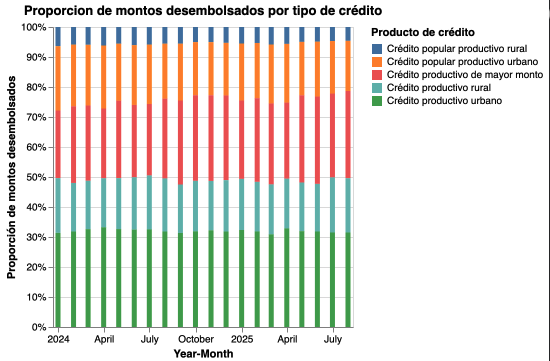 Proporcion de montos desembolsados por tipo de crédito
Proporción de montos desembolsados
100%
90%
80%
70%
60%
50%
40%
30%
20%
10%
0%
2024
April
July
October
2025
April
July
Year-Month
Producto de crédito
Crédito popular productivo rural
Crédito popular productivo urbano
Crédito productivo de mayor monto
Crédito productivo rural
Crédito productivo urbano